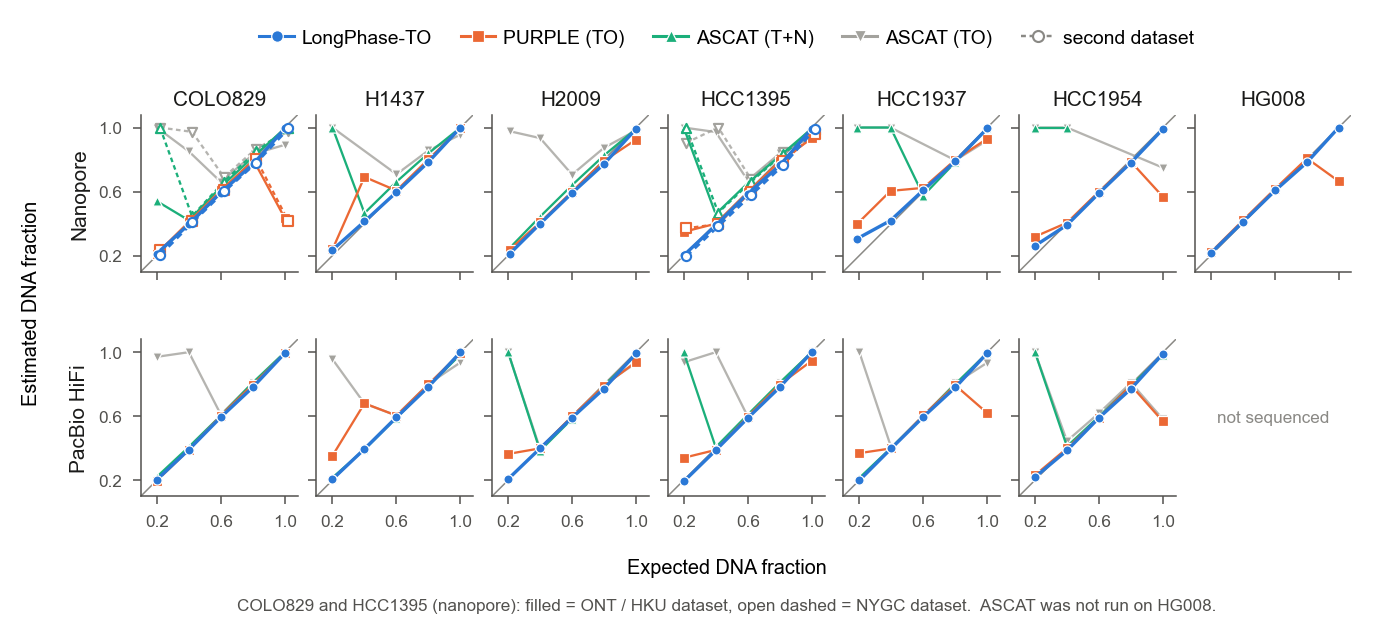 LongPhase-TO PURPLE (TO) ASCAT (T+N) ASCAT (TO) second dataset
COLO829 H1437 H2009 HCC1395 HCC1937 HCC1954 HG008
Estimated DNA fraction
Nanopore
1.0
0.6
0.2
PacBio HiFi
1.0
0.6
0.2
not sequenced
0.2 0.6 1.0 0.2 0.6 1.0 0.2 0.6 1.0 0.2 0.6 1.0 0.2 0.6 1.0 0.2 0.6 1.0
Expected DNA fraction
COLO829 and HCC1395 (nanopore): filled = ONT / HKU dataset, open dashed = NYGC dataset. ASCAT was not run on HG008.